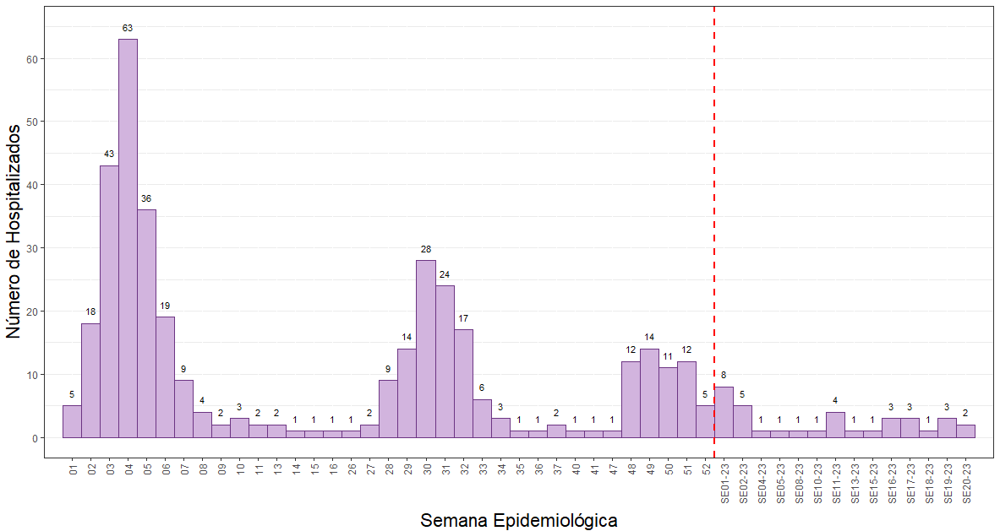 Número de Hospitalizados
60
50
40
30
20
10
0
5 18 43 63 36 19 9 4 2 3 2 2 1 1 1 1 2 9 14 28 24 17 6 3 1 1 2 1 1 1 12 14 11 12 5 8 5 1 1 1 1 4 1 1 3 3 1 3 2
01 02 03 04 05 06 07 08 09 10 11 13 14 15 16 26 27 28 29 30 31 32 33 34 35 36 37 40 41 47 48 49 50 51 52 SE01-23 SE02-23 SE04-23 SE05-23 SE08-23 SE10-23 SE11-23 SE13-23 SE15-23 SE16-23 SE17-23 SE18-23 SE19-23 SE20-23
Semana Epidemiológica